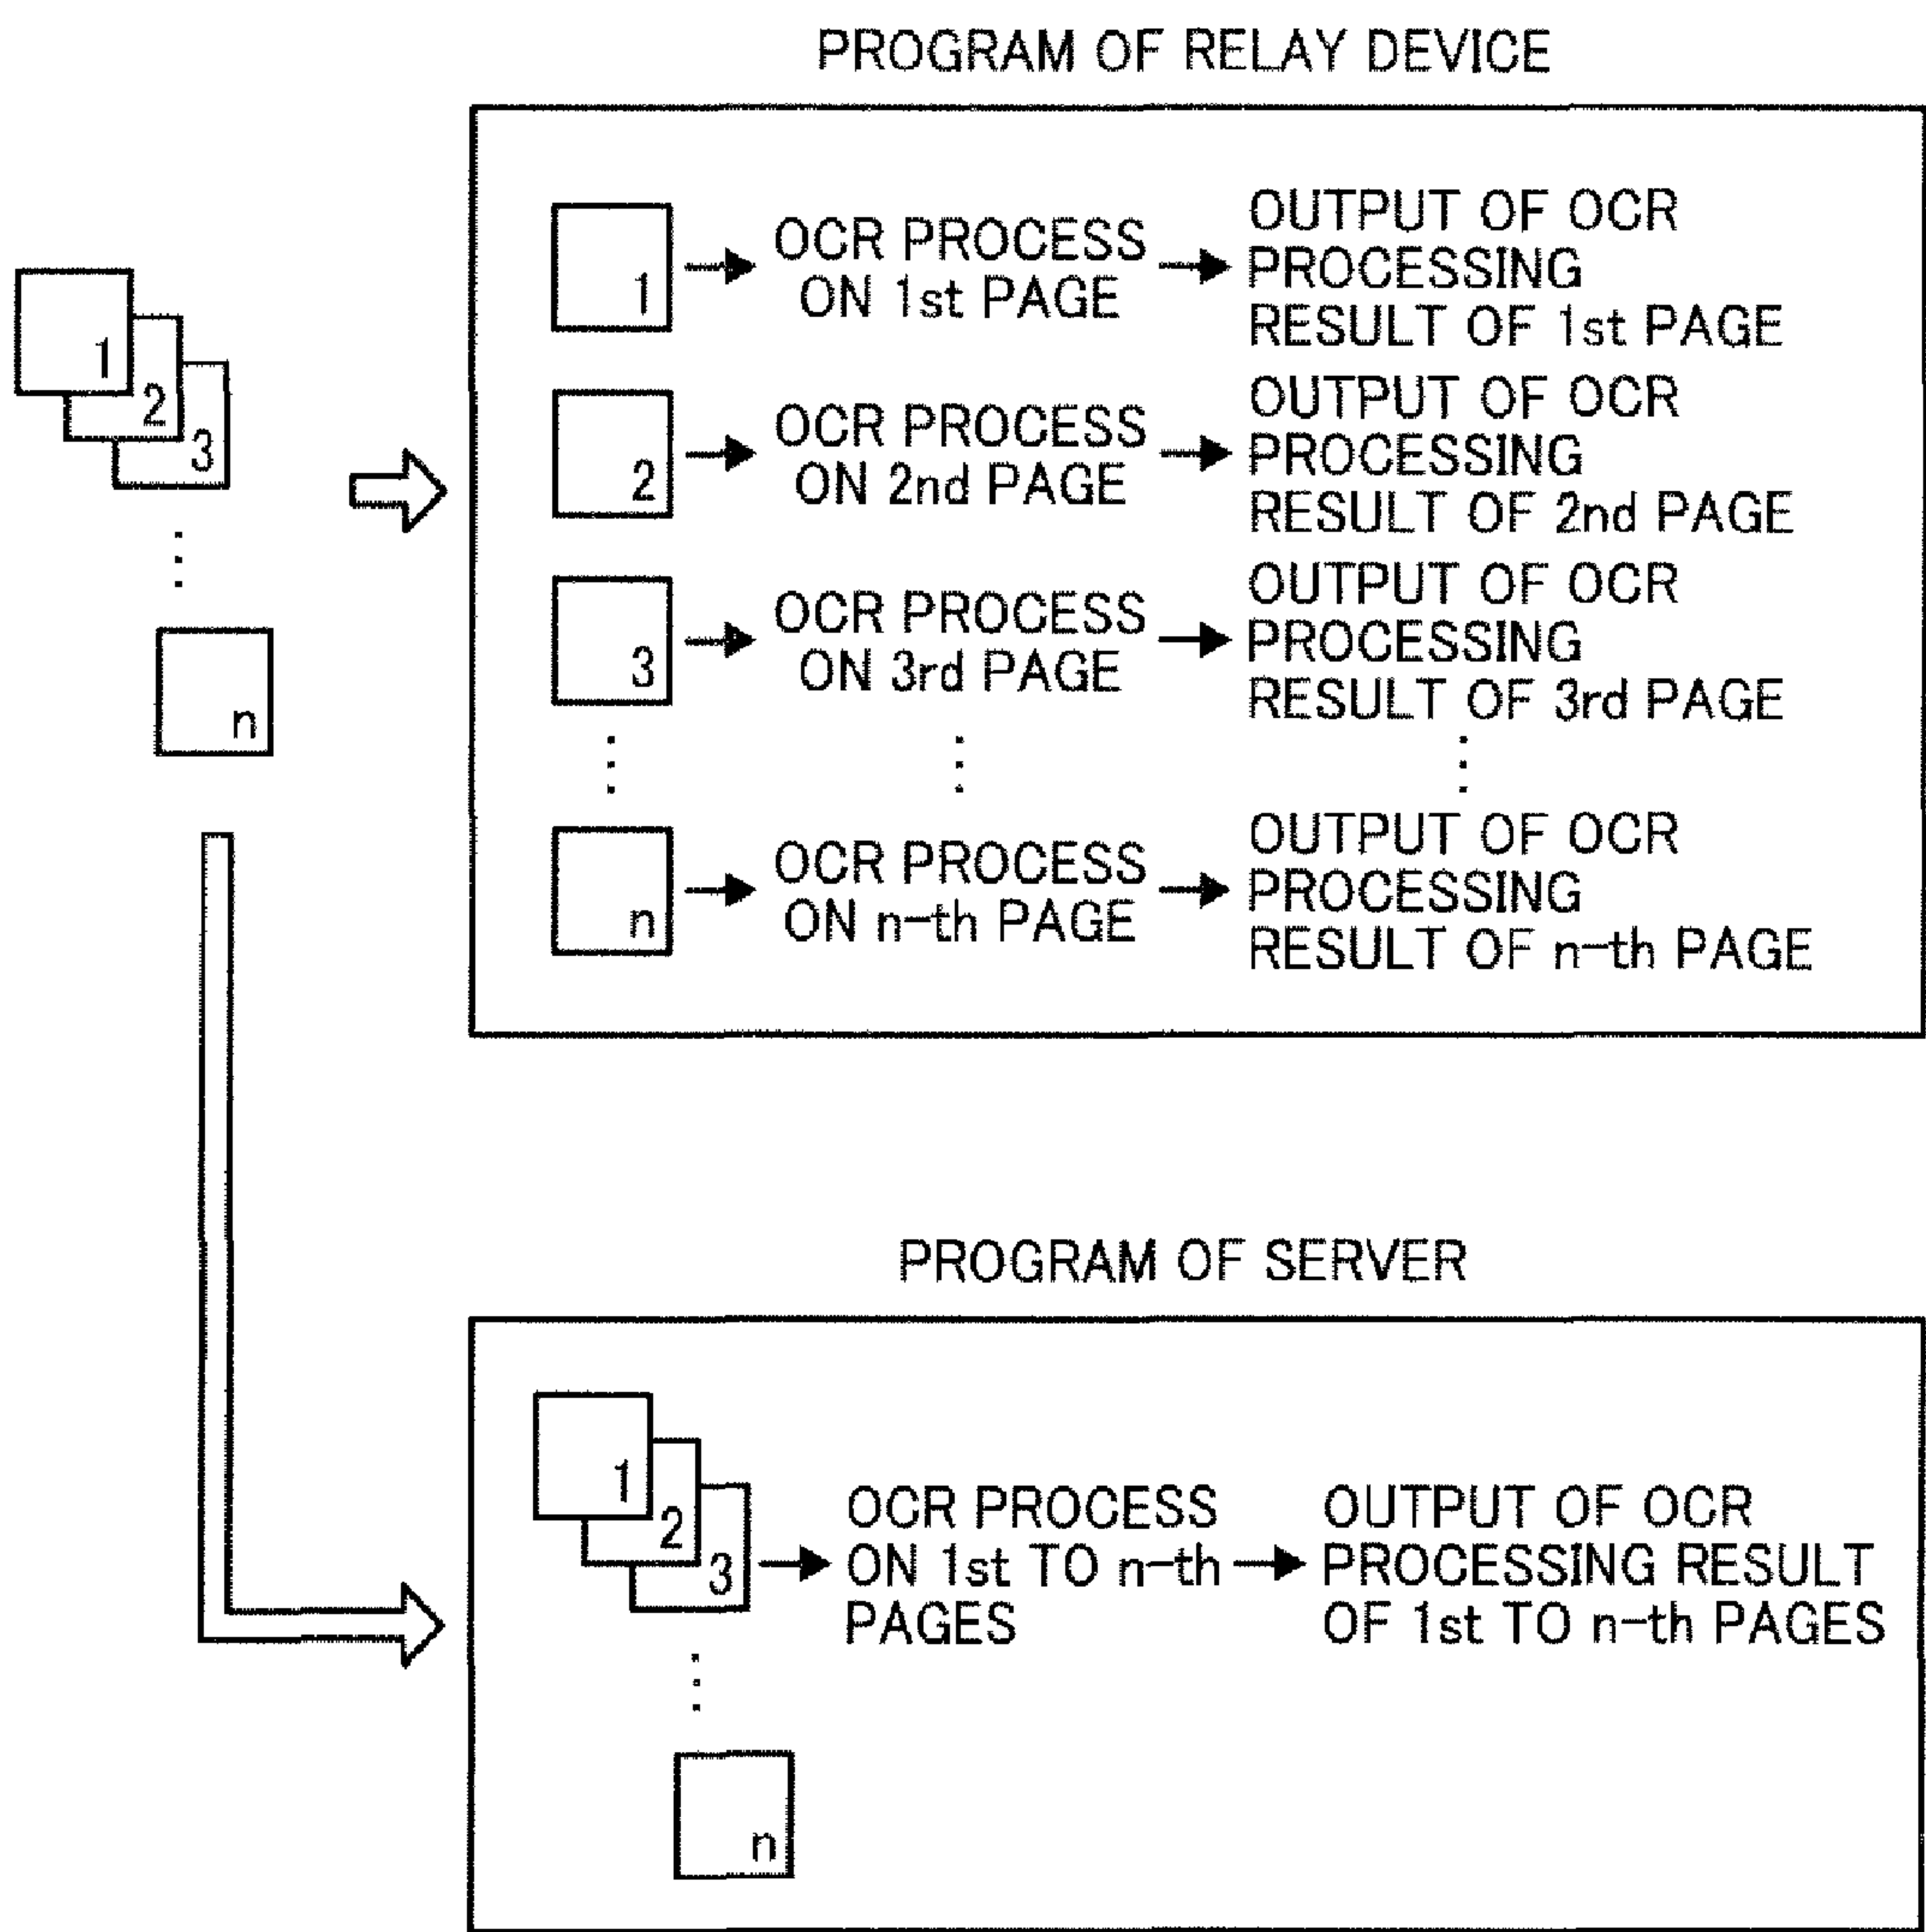 PROGRAM OF RELAY DEVICE
1
2
3
⋮
n
1
OCR PROCESS
ON 1st PAGE
OUTPUT OF OCR
PROCESSING
RESULT OF 1st PAGE
2
OCR PROCESS
ON 2nd PAGE
OUTPUT OF OCR
PROCESSING
RESULT OF 2nd PAGE
3
OCR PROCESS
ON 3rd PAGE
OUTPUT OF OCR
PROCESSING
RESULT OF 3rd PAGE
⋮ ⋮ ⋮
n
OCR PROCESS
ON n-th PAGE
OUTPUT OF OCR
PROCESSING
RESULT OF n-th PAGE
PROGRAM OF SERVER
1
2
3
⋮
n
OCR PROCESS
ON 1st TO n-th
PAGES
OUTPUT OF OCR
PROCESSING RESULT
OF 1st TO n-th PAGES